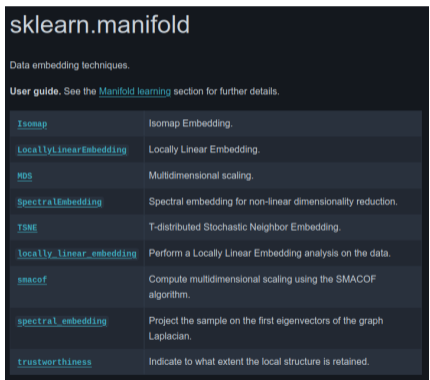 sklearn.manifold
Data embedding techniques.
User guide. See the Manifold learning section for further details.
Isomap Isomap Embedding.
LocallyLinearEmbedding Locally Linear Embedding.
MDS Multidimensional scaling.
SpectralEmbedding Spectral embedding for non-linear dimensionality reduction.
TSNE T-distributed Stochastic Neighbor Embedding.
locally_linear_embedding Perform a Locally Linear Embedding analysis on the data.
smacof Compute multidimensional scaling using the SMACOF
algorithm.
spectral_embedding Project the sample on the first eigenvectors of the graph
Laplacian.
trustworthiness Indicate to what extent the local structure is retained.